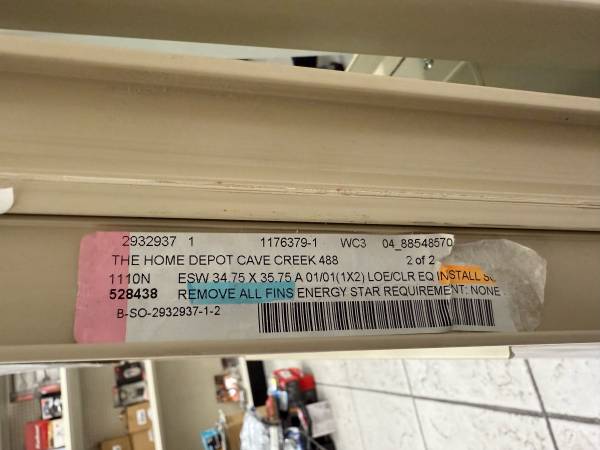 2932937 1 1176379-1 WC3 04_88548570
THE HOME DEPOT CAVE CREEK 488 2 of 2
1110N ESW 34.75 X 35.75 A 01/01(1X2) LOE/CLR EQ INSTALL
528438 REMOVE ALL FINS ENERGY STAR REQUIREMENT: NONE
B-SO-2932937-1-2